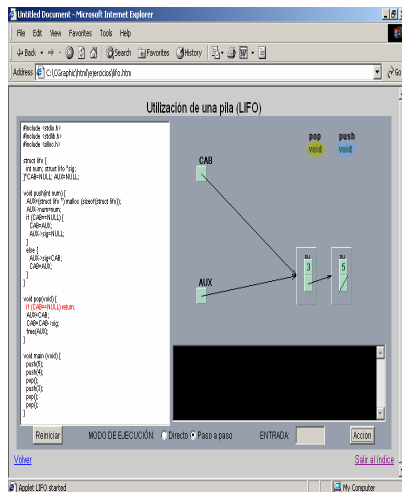 Untitled Document - Microsoft Internet Explorer
File Edit View Favorites Tools Help
Back Search Favorites History
Address C:\CGraphic\html\ejercicios\lifo.htm Go
Utilización de una pila (LIFO)
#include <stdio.h>
#include <stdlib.h>
#include <alloc.h>
struct lifo {
int num; struct lifo *sig;
}*CAB=NULL; AUX=NULL;
void push(int num) {
AUX=(struct lifo *) malloc (sizeof(struct lifo));
AUX->num=num;
if (CAB==NULL) {
CAB=AUX;
AUX->sig=NULL;
}
else {
AUX->sig=CAB;
CAB=AUX;
}
}
void pop(void) {
if (CAB==NULL) return;
AUX=CAB;
CAB=CAB->sig;
free(AUX);
}
void main (void) {
push(5);
push(4);
pop();
push(3);
pop();
pop();
}
pop push
void void
CAB
nu nu
3 5
AUX
Reiniciar MODO DE EJECUCIÓN: Directo Paso a paso ENTRADA: Accion
Volver Salir al índice
Applet LIFO started My Computer